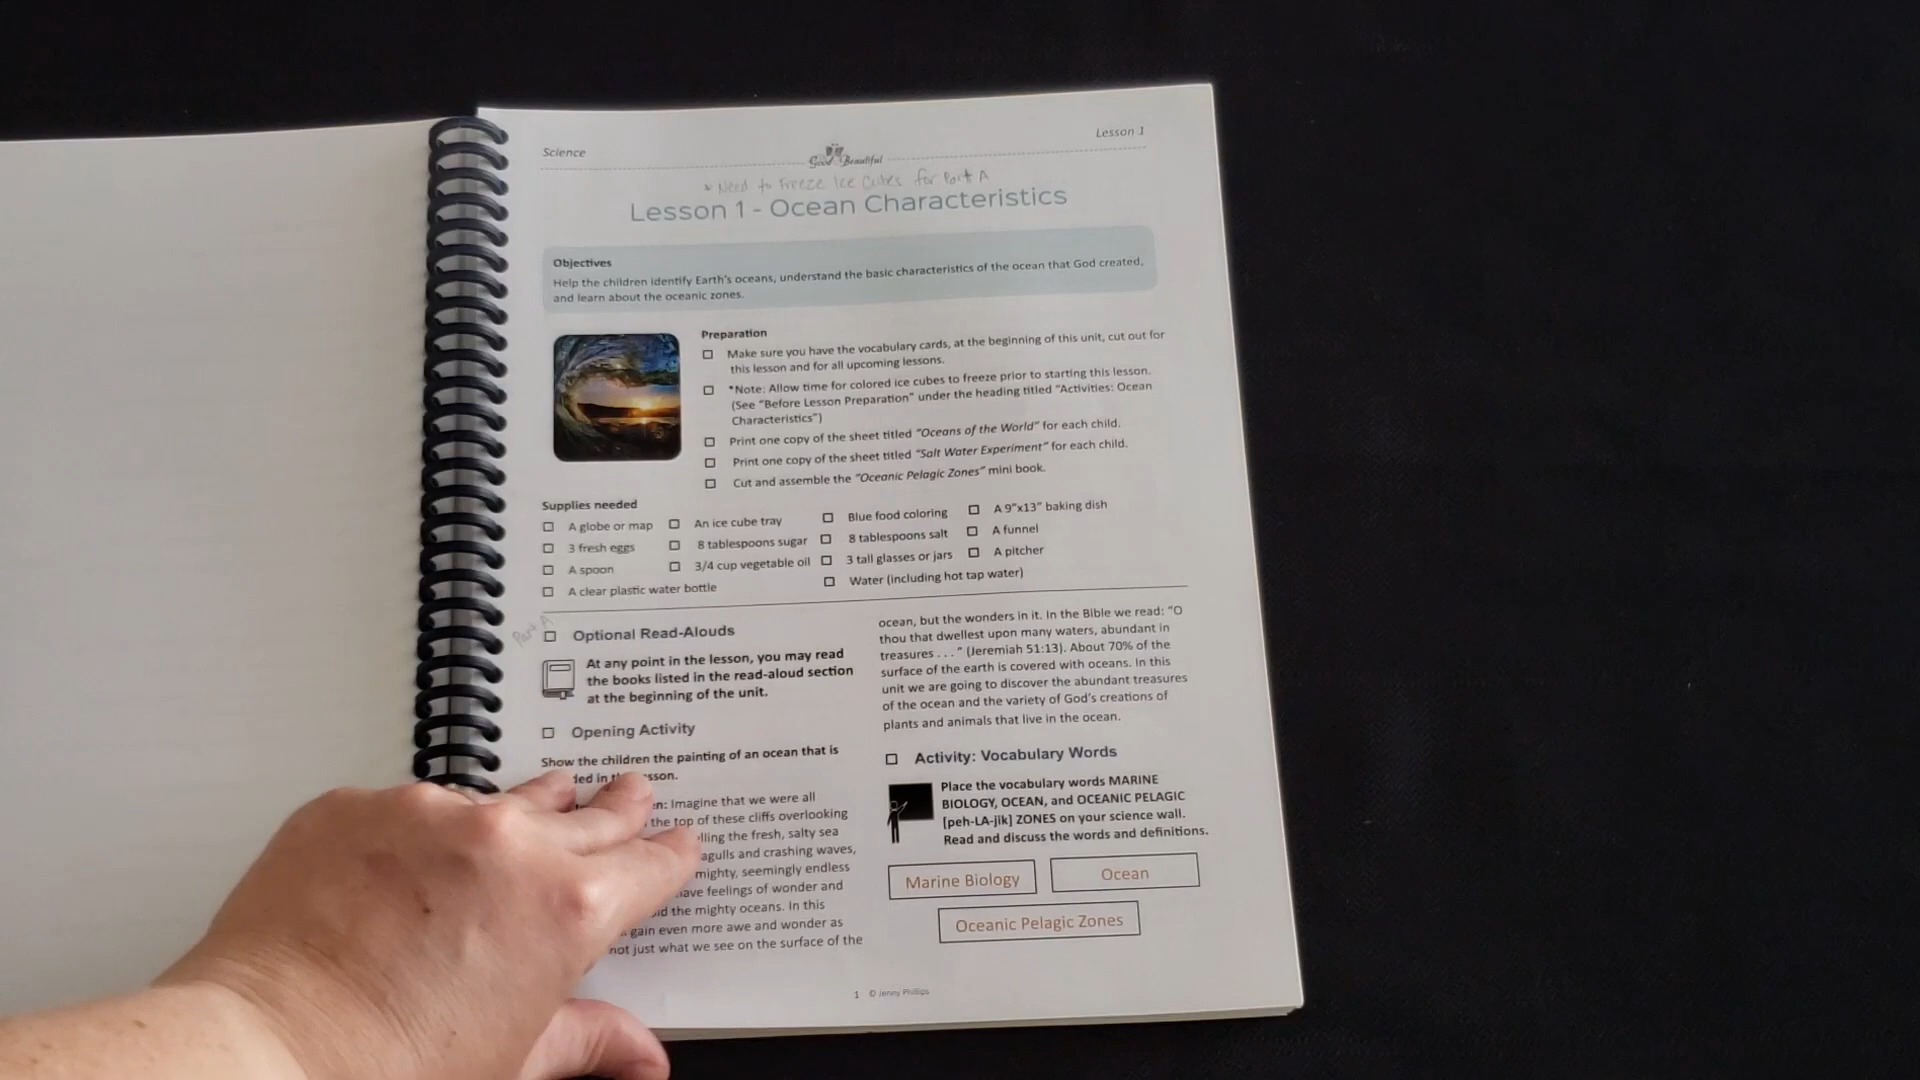 Science
Lesson 1
Good & Beautiful
* Need to Freeze Ice Cubes for Part A
Lesson 1 - Ocean Characteristics
Objectives
Help the children identify Earth's oceans, understand the basic characteristics of the ocean that God created,
and learn about the oceanic zones.
Preparation
Make sure you have the vocabulary cards, at the beginning of this unit, cut out for
this lesson and for all upcoming lessons.
*Note: Allow time for colored ice cubes to freeze prior to starting this lesson.
(See "Before Lesson Preparation" under the heading titled "Activities: Ocean
Characteristics")
Print one copy of the sheet titled "Oceans of the World" for each child.
Print one copy of the sheet titled "Salt Water Experiment" for each child.
Cut and assemble the "Oceanic Pelagic Zones" mini book.
Supplies needed
A globe or map An ice cube tray Blue food coloring A 9"x13" baking dish
3 fresh eggs 8 tablespoons sugar 8 tablespoons salt A funnel
A spoon 3/4 cup vegetable oil 3 tall glasses or jars A pitcher
A clear plastic water bottle Water (including hot tap water)
Part A
Optional Read-Alouds
At any point in the lesson, you may read
the books listed in the read-aloud section
at the beginning of the unit.
Opening Activity
Show the children the painting of an ocean that is
ded in t sson.
en: Imagine that we were all
the top of these cliffs overlooking
lling the fresh, salty sea
agulls and crashing waves,
mighty, seemingly endless
ave feelings of wonder and
d the mighty oceans. In this
gain even more awe and wonder as
not just what we see on the surface of the
ocean, but the wonders in it. In the Bible we read: "O
thou that dwellest upon many waters, abundant in
treasures . . . " (Jeremiah 51:13). About 70% of the
surface of the earth is covered with oceans. In this
unit we are going to discover the abundant treasures
of the ocean and the variety of God's creations of
plants and animals that live in the ocean.
Activity: Vocabulary Words
Place the vocabulary words MARINE
BIOLOGY, OCEAN, and OCEANIC PELAGIC
[peh-LA-jik] ZONES on your science wall.
Read and discuss the words and definitions.
Marine Biology
Ocean
Oceanic Pelagic Zones
1 © Jenny Phillips